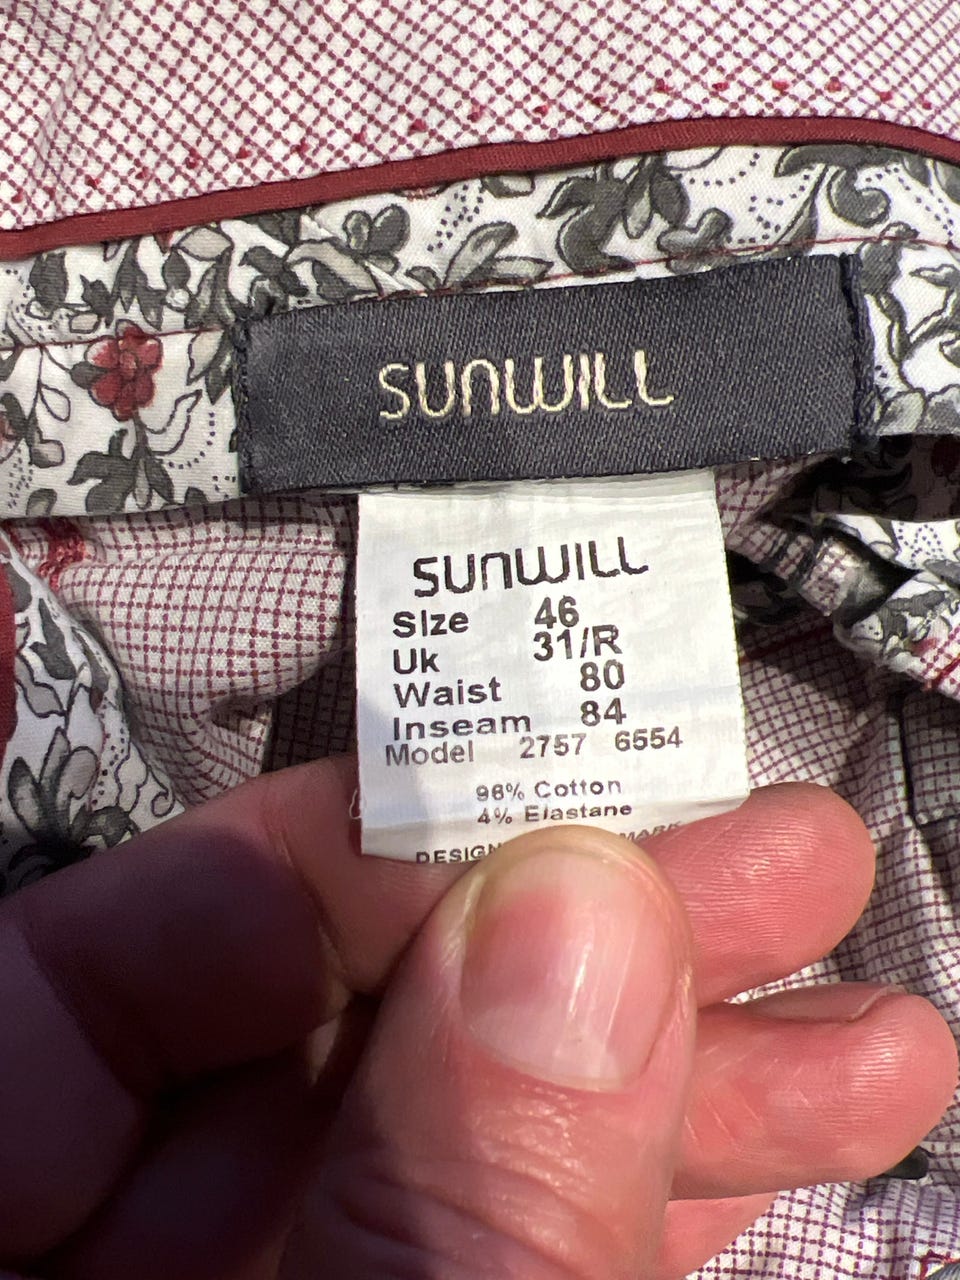 SUNWILL
SUNWILL
Size 46
Uk 31/R
Waist 80
Inseam 84
Model 2757 6554
96% Cotton
4% Elastane